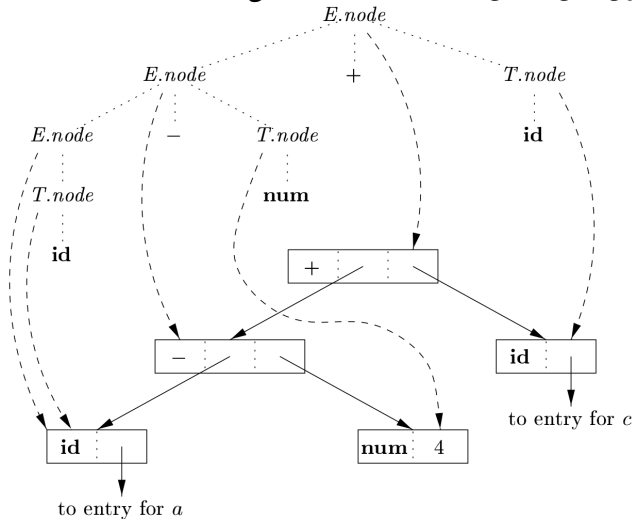 E.node
E.node + T.node
E.node − T.node id
T.node num
id
+
− id
to entry for c
id num 4
to entry for a